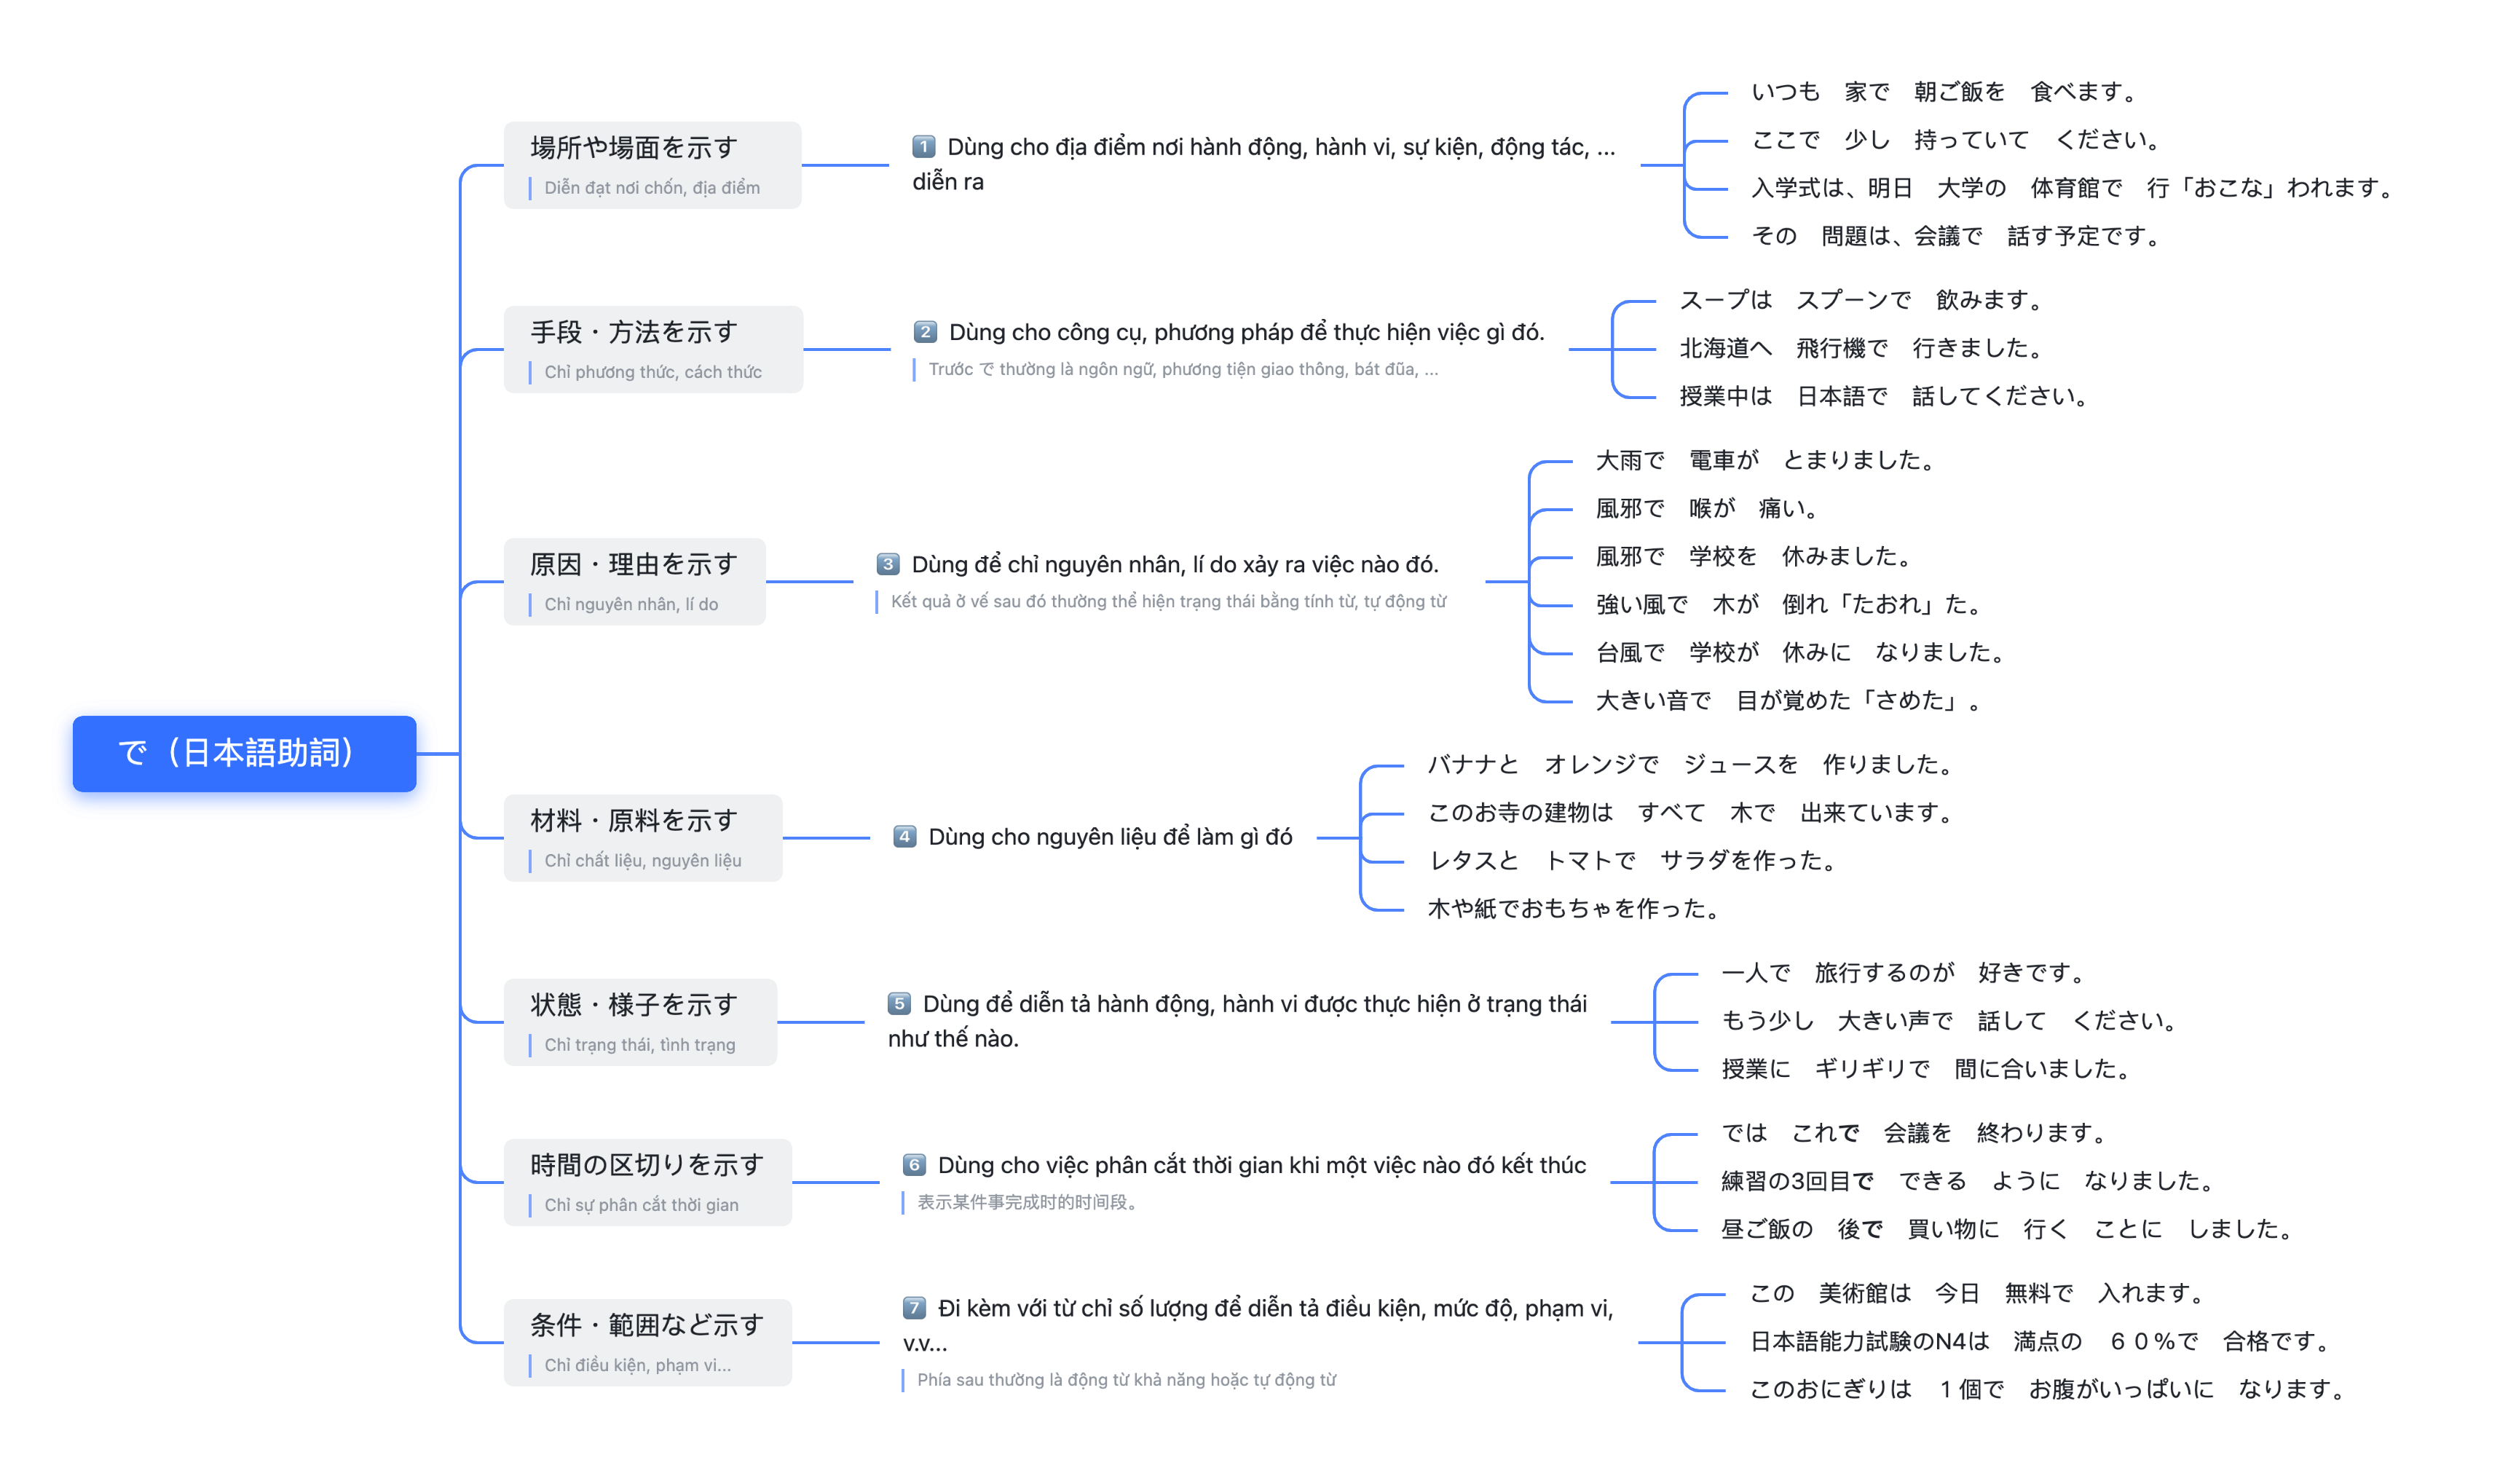 で（日本語助詞）
場所や場面を示す
Diễn đạt nơi chốn, địa điểm
1 Dùng cho địa điểm nơi hành động, hành vi, sự kiện, động tác, ...
diễn ra
いつも　家で　朝ご飯を　食べます。
ここで　少し　持っていて　ください。
入学式は、明日　大学の　体育館で　行「おこな」われます。
その　問題は、会議で　話す予定です。
手段・方法を示す
Chỉ phương thức, cách thức
2 Dùng cho công cụ, phương pháp để thực hiện việc gì đó.
Trước で thường là ngôn ngữ, phương tiện giao thông, bát đũa, ...
スープは　スプーンで　飲みます。
北海道へ　飛行機で　行きました。
授業中は　日本語で　話してください。
原因・理由を示す
Chỉ nguyên nhân, lí do
3 Dùng để chỉ nguyên nhân, lí do xảy ra việc nào đó.
Kết quả ở vế sau đó thường thể hiện trạng thái bằng tính từ, tự động từ
大雨で　電車が　とまりました。
風邪で　喉が　痛い。
風邪で　学校を　休みました。
強い風で　木が　倒れ「たおれ」た。
台風で　学校が　休みに　なりました。
大きい音で　目が覚めた「さめた」。
材料・原料を示す
Chỉ chất liệu, nguyên liệu
4 Dùng cho nguyên liệu để làm gì đó
バナナと　オレンジで　ジュースを　作りました。
このお寺の建物は　すべて　木で　出来ています。
レタスと　トマトで　サラダを作った。
木や紙でおもちゃを作った。
状態・様子を示す
Chỉ trạng thái, tình trạng
5 Dùng để diễn tả hành động, hành vi được thực hiện ở trạng thái
như thế nào.
一人で　旅行するのが　好きです。
もう少し　大きい声で　話して　ください。
授業に　ギリギリで　間に合いました。
時間の区切りを示す
Chỉ sự phân cắt thời gian
6 Dùng cho việc phân cắt thời gian khi một việc nào đó kết thúc
表示某件事完成时的时间段。
では　これで　会議を　終わります。
練習の3回目で　できる　ように　なりました。
昼ご飯の　後で　買い物に　行く　ことに　しました。
条件・範囲など示す
Chỉ điều kiện, phạm vi...
7 Đi kèm với từ chỉ số lượng để diễn tả điều kiện, mức độ, phạm vi,
v.v...
Phía sau thường là động từ khả năng hoặc tự động từ
この　美術館は　今日　無料で　入れます。
日本語能力試験のN4は　満点の　６０％で　合格です。
このおにぎりは　１個で　お腹がいっぱいに　なります。